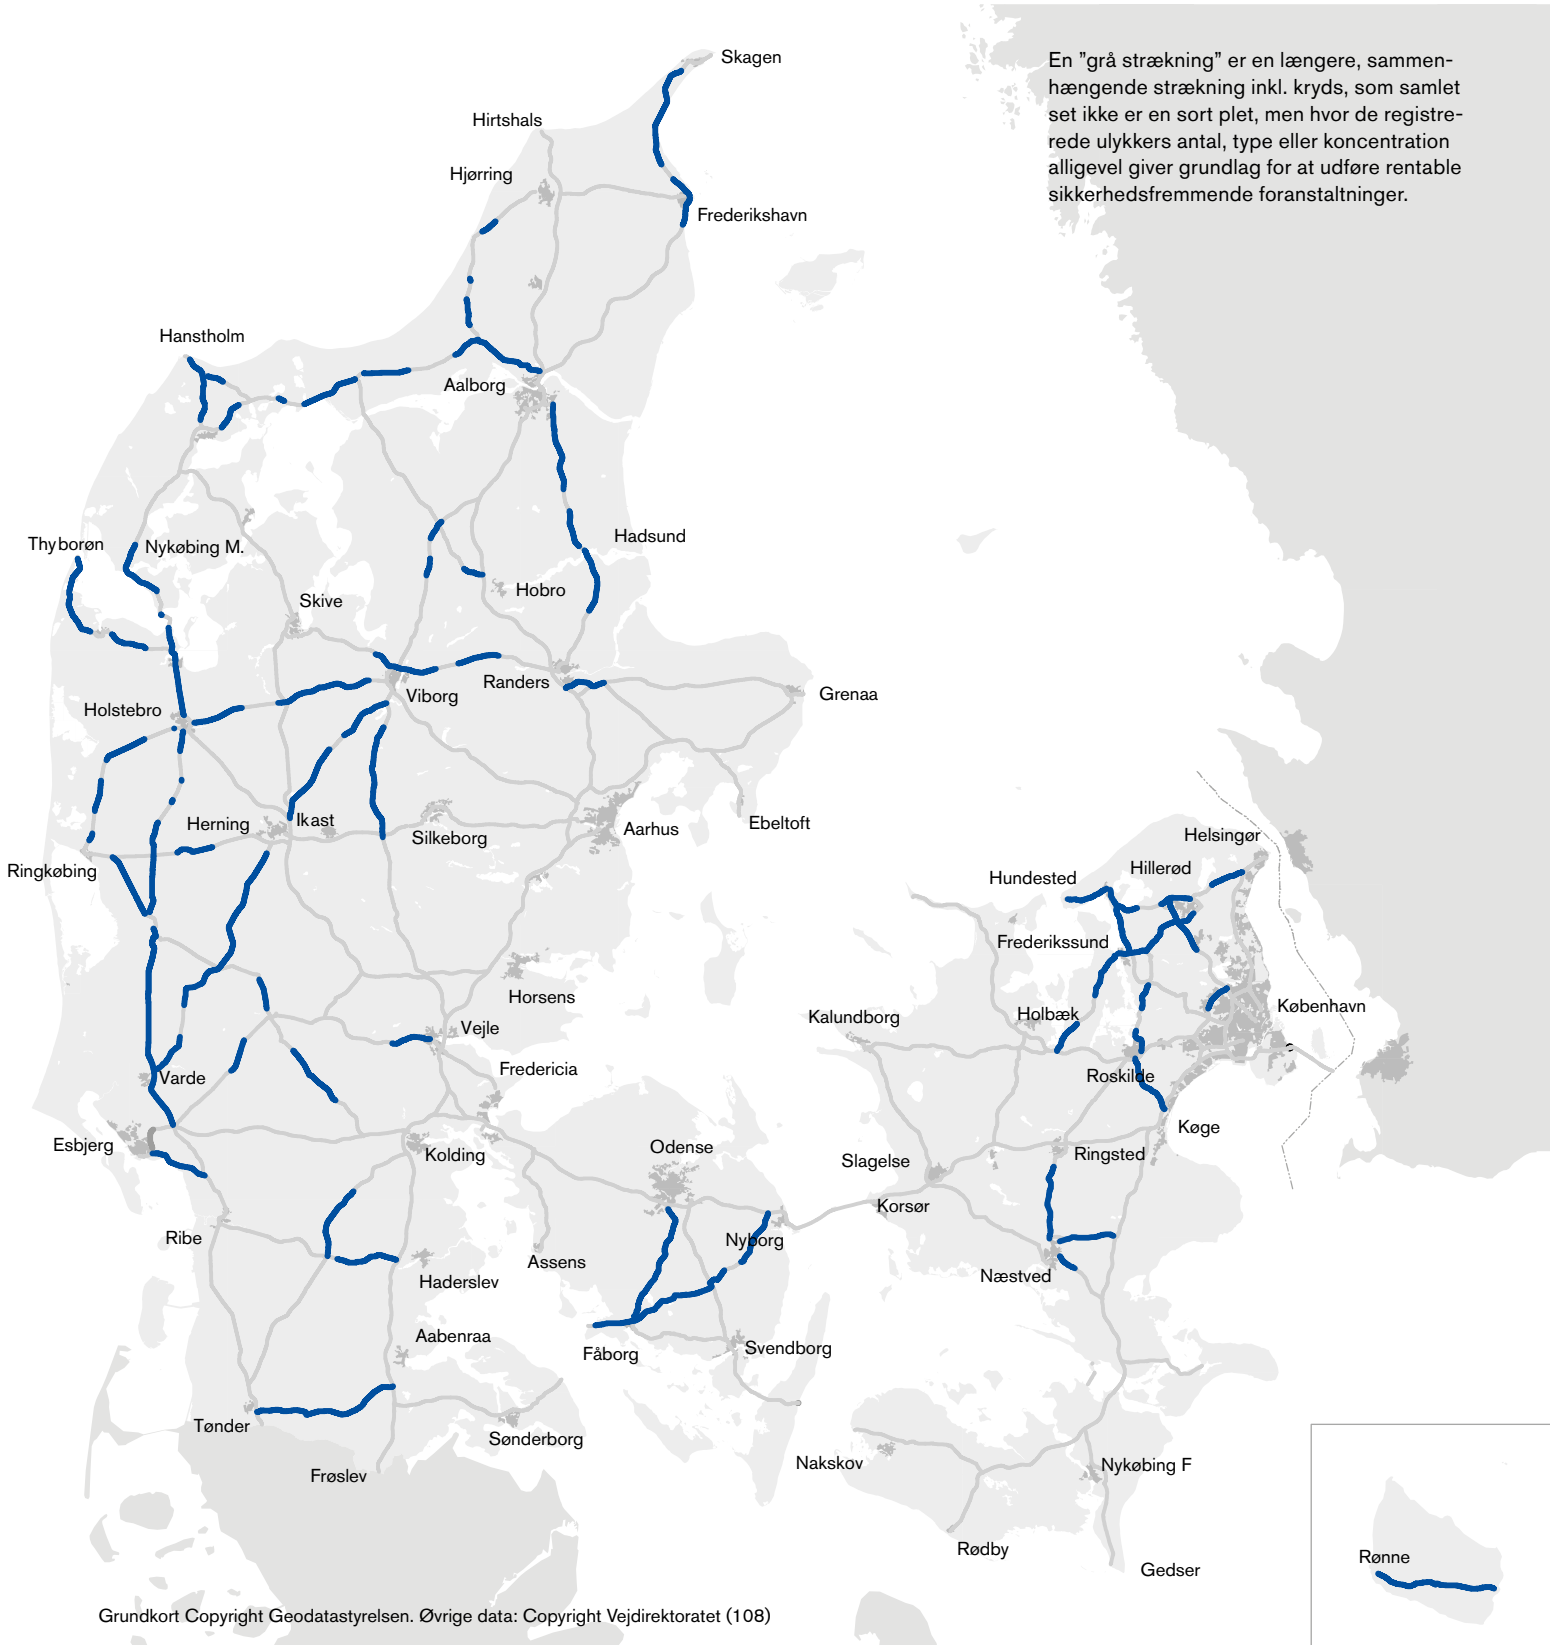 En ”grå strækning” er en længere, sammen-
hængende strækning inkl. kryds, som samlet
set ikke er en sort plet, men hvor de registre-
rede ulykkers antal, type eller koncentration
alligevel giver grundlag for at udføre rentable
sikkerhedsfremmende foranstaltninger.
Skagen
Hirtshals
Hjørring
Frederikshavn
Hanstholm
Aalborg
Hadsund
Thyborøn
Nykøbing M.
Hobro
Skive
Randers
Viborg
Grenaa
Holstebro
Ikast
Herning
Ebeltoft
Aarhus
Silkeborg
Helsingør
Ringkøbing
Hillerød
Hundested
Frederikssund
Horsens
København
Holbæk
Kalundborg
Vejle
Fredericia
Varde
Roskilde
Køge
Esbjerg
Odense
Kolding
Ringsted
Slagelse
Korsør
Ribe
Nyborg
Assens
Næstved
Haderslev
Aabenraa
Svendborg
Fåborg
Tønder
Sønderborg
Nakskov
Nykøbing F
Frøslev
Rødby
Rønne
Gedser
Grundkort Copyright Geodatastyrelsen. Øvrige data: Copyright Vejdirektoratet (108)